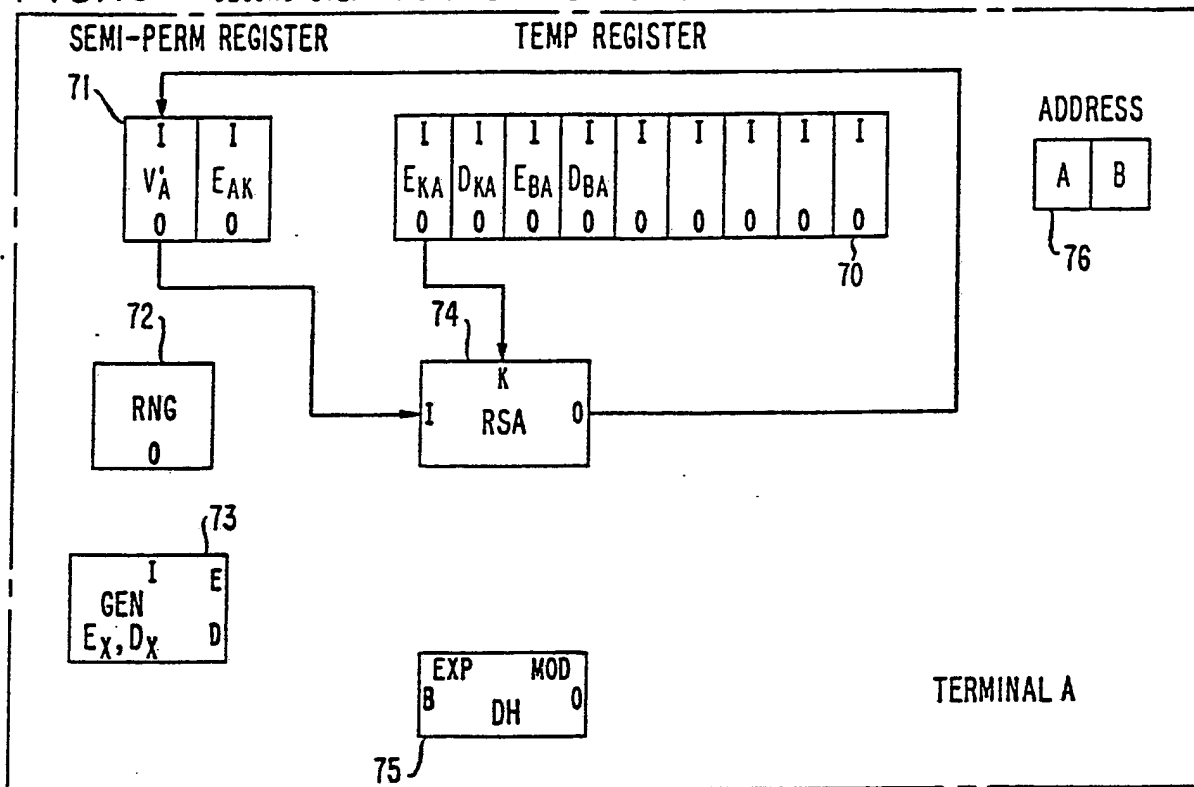 SEMI-PERM REGISTER
TEMP REGISTER
71
I I
V'A EAK
0 0
I I 1 I I I I I I
EKA DKA EBA DBA
0 0 0 0 0 0 0 0 0
70
ADDRESS
A B
76
72
RNG
0
74
K
I RSA 0
73
I E
GEN
EX, DX D
EXP MOD
B DH 0
75
TERMINAL A